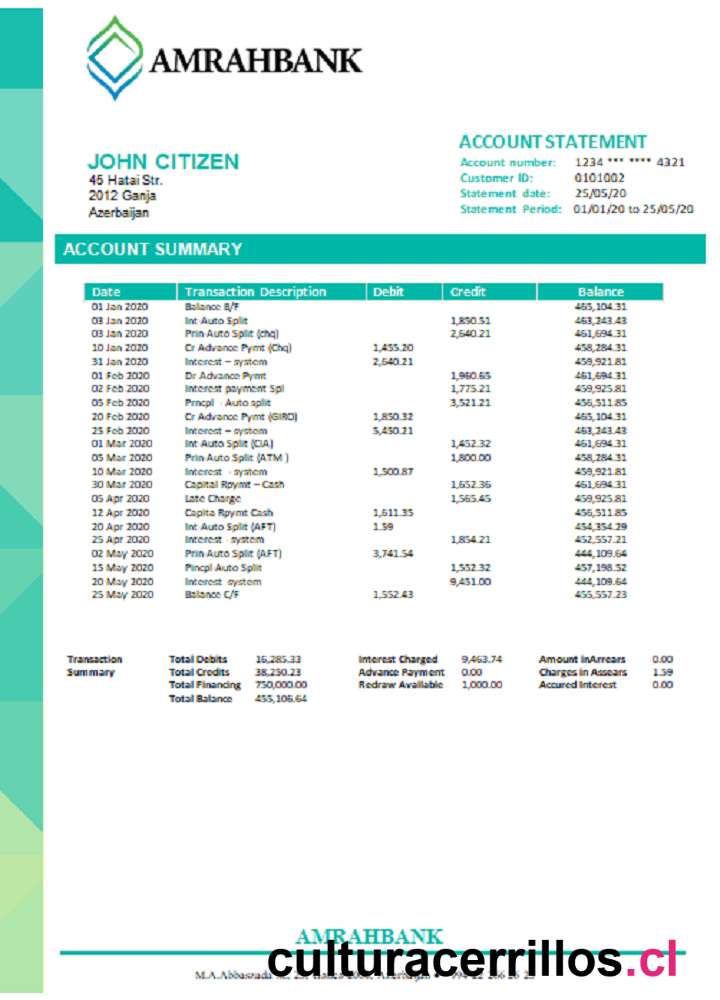 AMRAHBANK
JOHN CITIZEN
45 Hatai Str.
2012 Ganja
Azerbaijan
ACCOUNT STATEMENT
Account number: 1234 *** **** 4321
Customer ID: 0101002
Statement date: 25/05/20
Statement Period: 01/01/20 to 25/05/20
ACCOUNT SUMMARY
Date Transaction Description Debit Credit Balance
01 Jan 2020 Balance B/F 465,104.31
03 Jan 2020 Int-Auto Split 1,850.51 463,243.43
03 Jan 2020 Prin-Auto Split (chq) 2,640.21 461,694.31
10 Jan 2020 Cr Advance Pymt (Chq) 1,455.20 458,284.31
31 Jan 2020 Interest – system 2,640.21 459,921.81
01 Feb 2020 Dr Advance Pymt 1,960.65 461,694.31
02 Feb 2020 Interest payment Spl 1,775.21 459,925.81
05 Feb 2020 Prncpl - Auto split 3,521.21 456,511.85
20 Feb 2020 Cr Advance Pymt (GIRO) 1,850.32 465,104.31
25 Feb 2020 Interest – system 5,450.21 463,243.43
01 Mar 2020 Int-Auto Split (CIA) 1,452.32 461,694.31
05 Mar 2020 Prin-Auto Split (ATM ) 1,800.00 458,284.31
10 Mar 2020 Interest - system 1,500.87 459,921.81
30 Mar 2020 Capital Rpymt – Cash 1,652.36 461,694.31
05 Apr 2020 Late Charge 1,565.45 459,925.81
12 Apr 2020 Capita Rpymt Cash 1,611.35 456,511.85
20 Apr 2020 Int-Auto Split (AFT) 1.59 454,354.29
25 Apr 2020 Interest - system 1,854.21 452,557.21
02 May 2020 Prin-Auto Split (AFT) 3,741.54 444,109.64
15 May 2020 Pincpl-Auto Split 1,552.32 457,198.52
20 May 2020 Interest-system 9,451.00 444,109.64
25 May 2020 Balance C/F 1,552.43 455,557.23
Transaction Total Debits 16,285.33 Interest Charged 9,463.74 Amount InArrears 0.00
Summary Total Credits 38,250.23 Advance Payment 0.00 Charges in Assears 1.59
Total Financing 750,000.00 Redraw Available 1,000.00 Accured Interest 0.00
Total Balance 455,106.64
AMRAHBANK
M.A.Abbaszada
culturacerrillos.cl